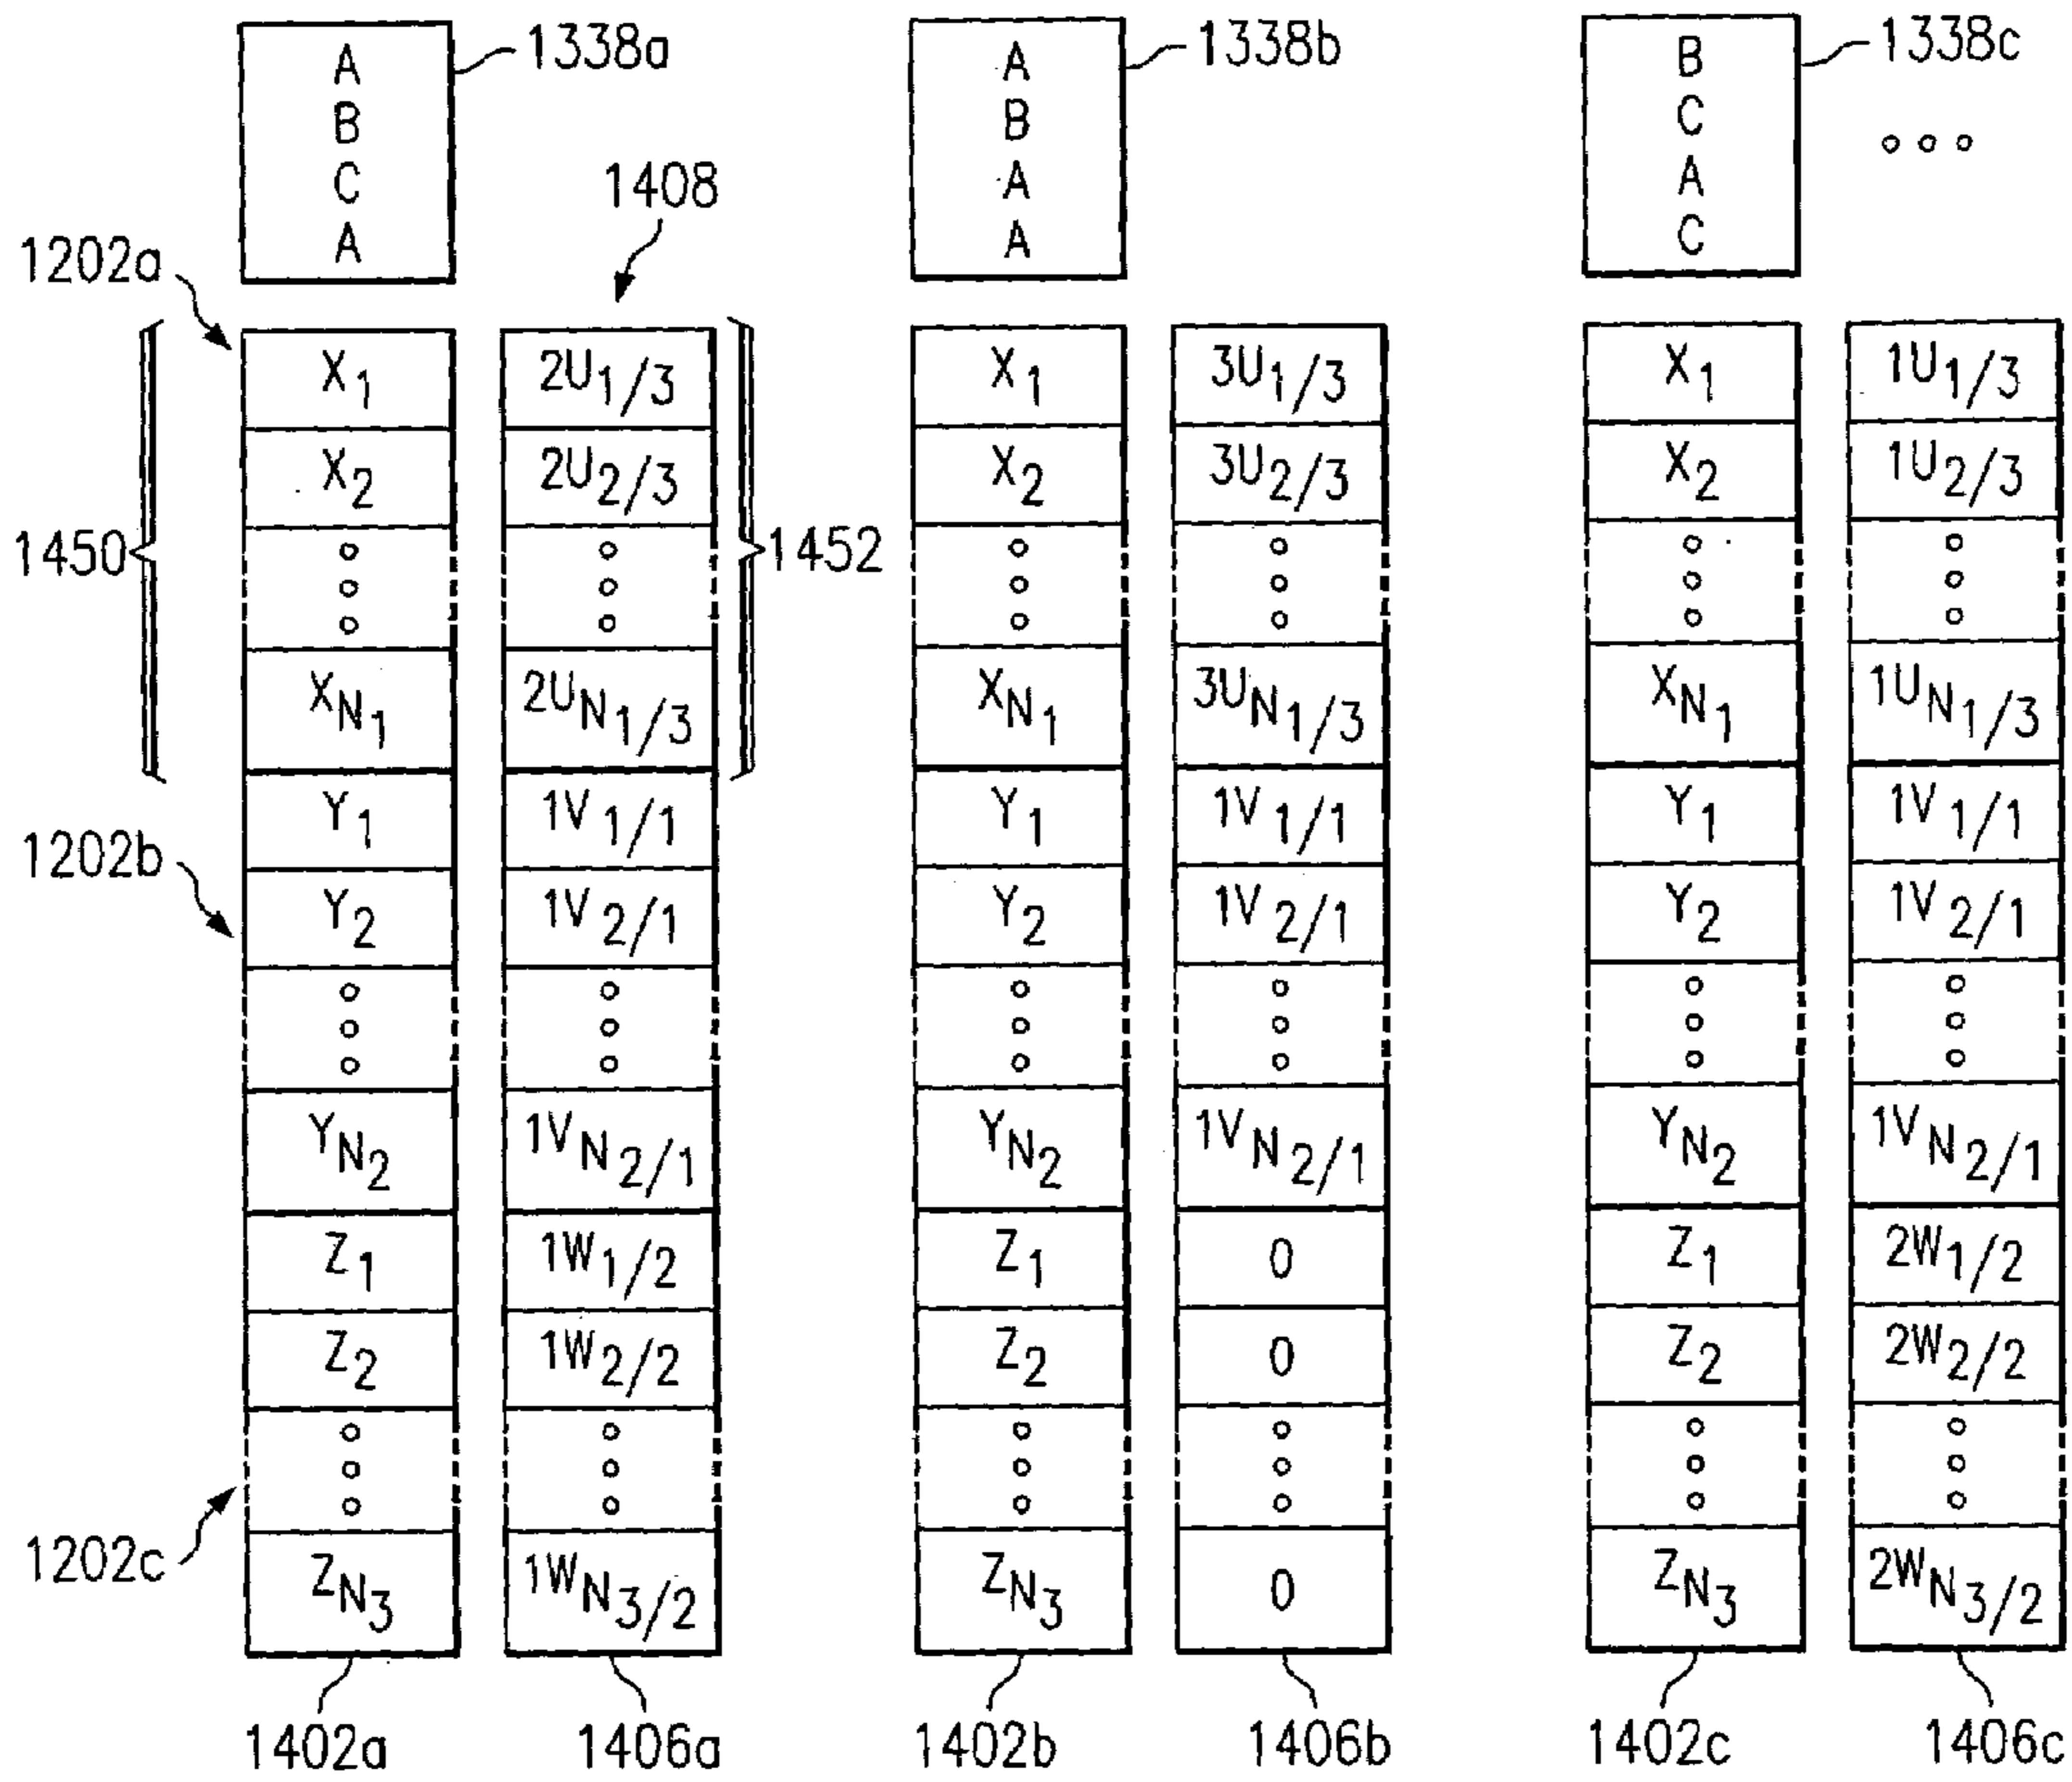 A
B
C
A
1338a
A
B
A
A
1338b
B
C
A
C
1338c
1408
1202a
1450
1452
X1 2U1/3
X2 2U2/3
XN1 2UN1/3
Y1 1V1/1
1202b
Y2 1V2/1
YN2 1VN2/1
Z1 1W1/2
Z2 1W2/2
1202c
ZN3 1WN3/2
1402a 1406a
X1 3U1/3
X2 3U2/3
XN1 3UN1/3
Y1 1V1/1
Y2 1V2/1
YN2 1VN2/1
Z1 0
Z2 0
ZN3 0
1402b 1406b
X1 1U1/3
X2 1U2/3
XN1 1UN1/3
Y1 1V1/1
Y2 1V2/1
YN2 1VN2/1
Z1 2W1/2
Z2 2W2/2
ZN3 2WN3/2
1402c 1406c